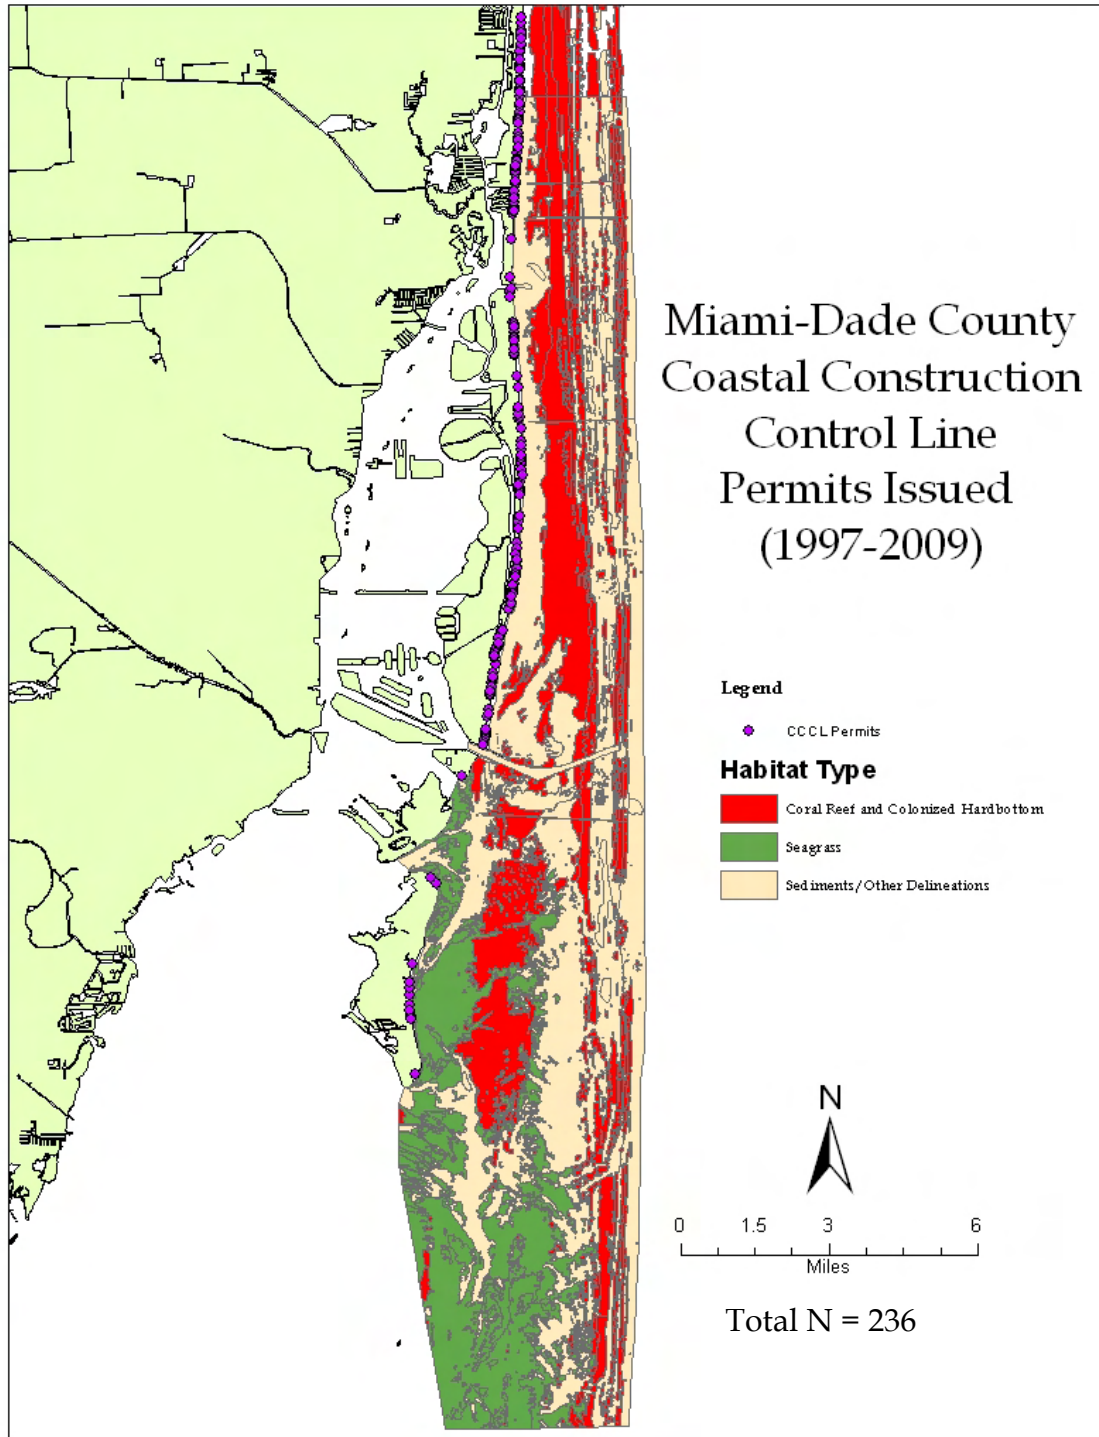 Miami-Dade County
Coastal Construction
Control Line
Permits Issued
(1997-2009)
Legend
CCCL Permits
Habitat Type
Coral Reef and Colonized Hardbottom
Seagrass
Sediments/Other Delineations
N
0 1.5 3 6
Miles
Total N = 236